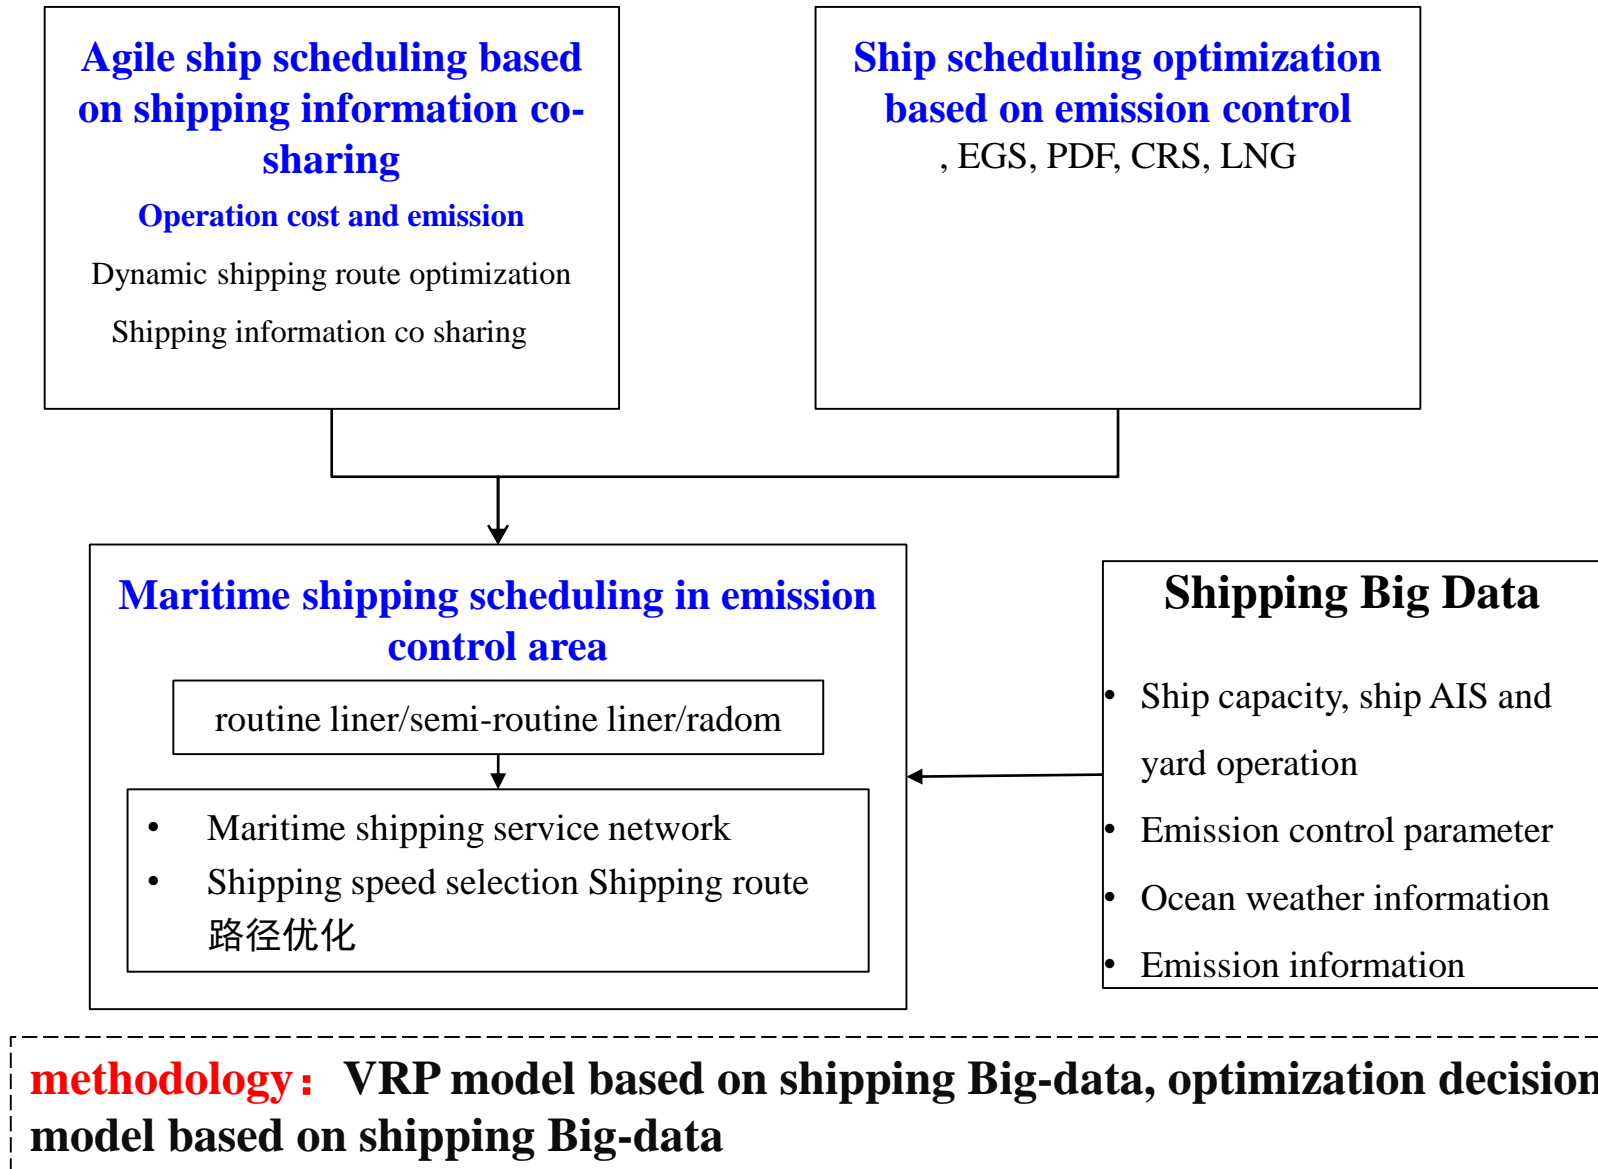 Agile ship scheduling based
on shipping information co-
sharing
Operation cost and emission
Dynamic shipping route optimization
Shipping information co sharing
Ship scheduling optimization
based on emission control
, EGS, PDF, CRS, LNG
Maritime shipping scheduling in emission
control area
routine liner/semi-routine liner/radom
• Maritime shipping service network
• Shipping speed selection Shipping route
路径优化
Shipping Big Data
• Ship capacity, ship AIS and
yard operation
• Emission control parameter
• Ocean weather information
• Emission information
methodology：VRP model based on shipping Big-data, optimization decision
model based on shipping Big-data